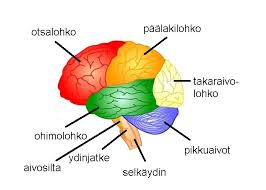 otsalohko
päälakilohko
takaraivo-
lohko
ohimolohko
pikkuaivot
aivosilta
ydinjatke
selkäydin